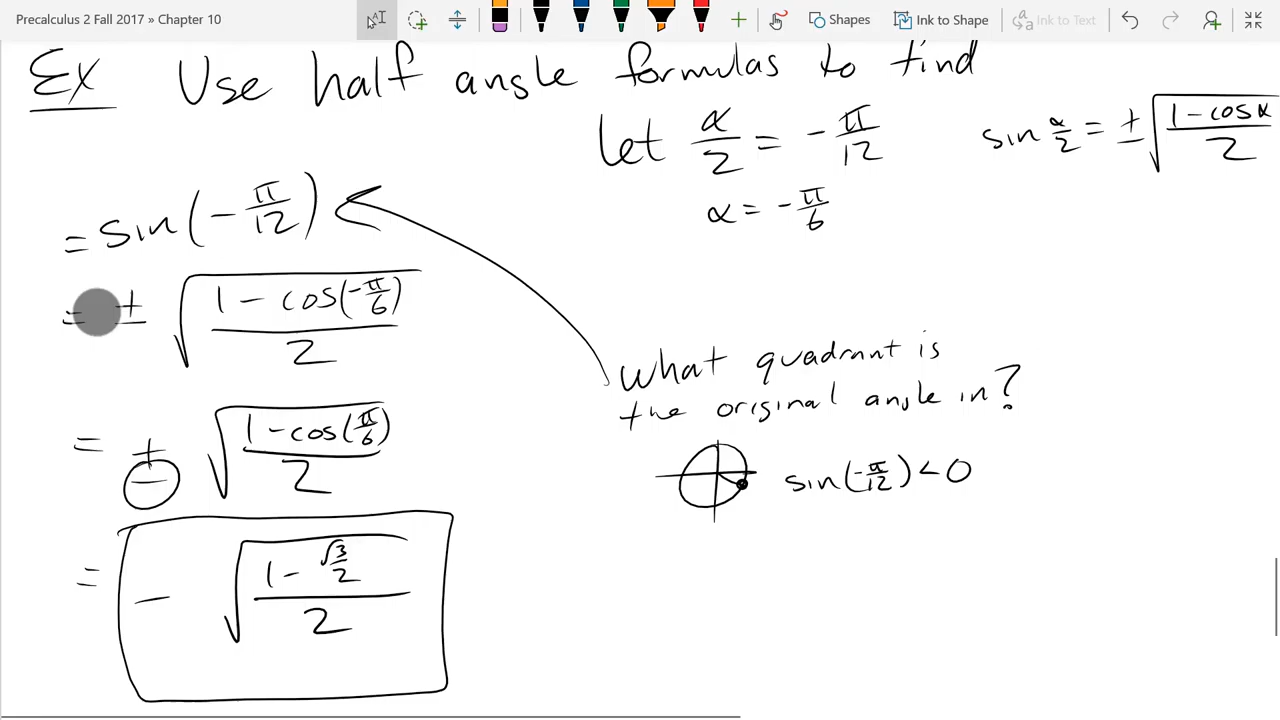 Precalculus 2 Fall 2017 » Chapter 10
Shapes
Ink to Shape
Ink to Text
Ex Use half angle formulas to find
let α/2 = -π/12
sin α/2 = ±√((1-cosα)/2)
α = -π/6
= sin(-π/12)
= ± √((1-cos(-π/6))/2)
What quadrant is
the original angle in?
= ± √((1-cos(π/6))/2)
sin(-π/12) < 0
= - √((1-√3/2)/2)